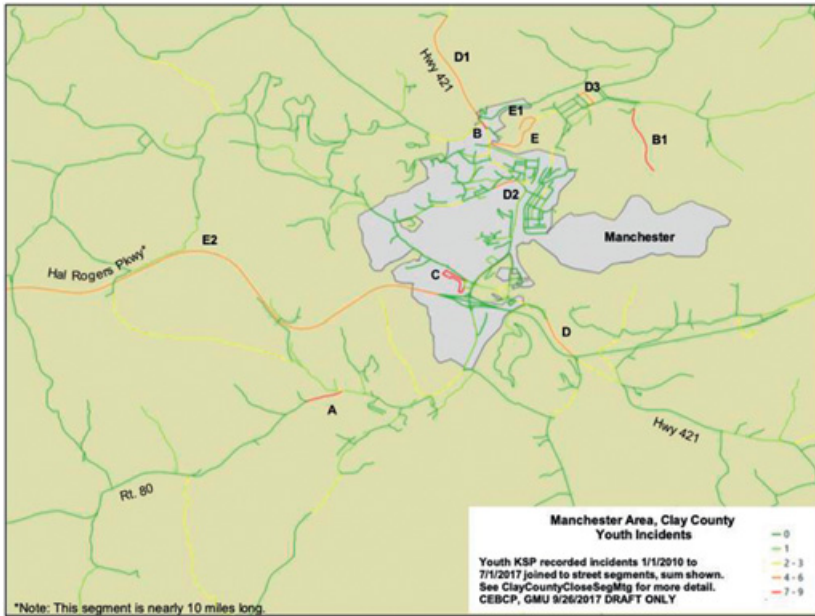 D1
Hwy 421
D3
E1
B
E
B1
D2
Manchester
E2
Hal Rogers Pkwy*
C
D
A
Hwy 421
Rt. 80
Manchester Area, Clay County
Youth Incidents
Youth KSP recorded incidents 1/1/2010 to
7/1/2017 joined to street segments, sum shown.
See ClayCountyCloseSegMtg for more detail.
CEBCP, GMU 9/26/2017 DRAFT ONLY
0
1
2 - 3
4 - 6
7 - 9
*Note: This segment is nearly 10 miles long.